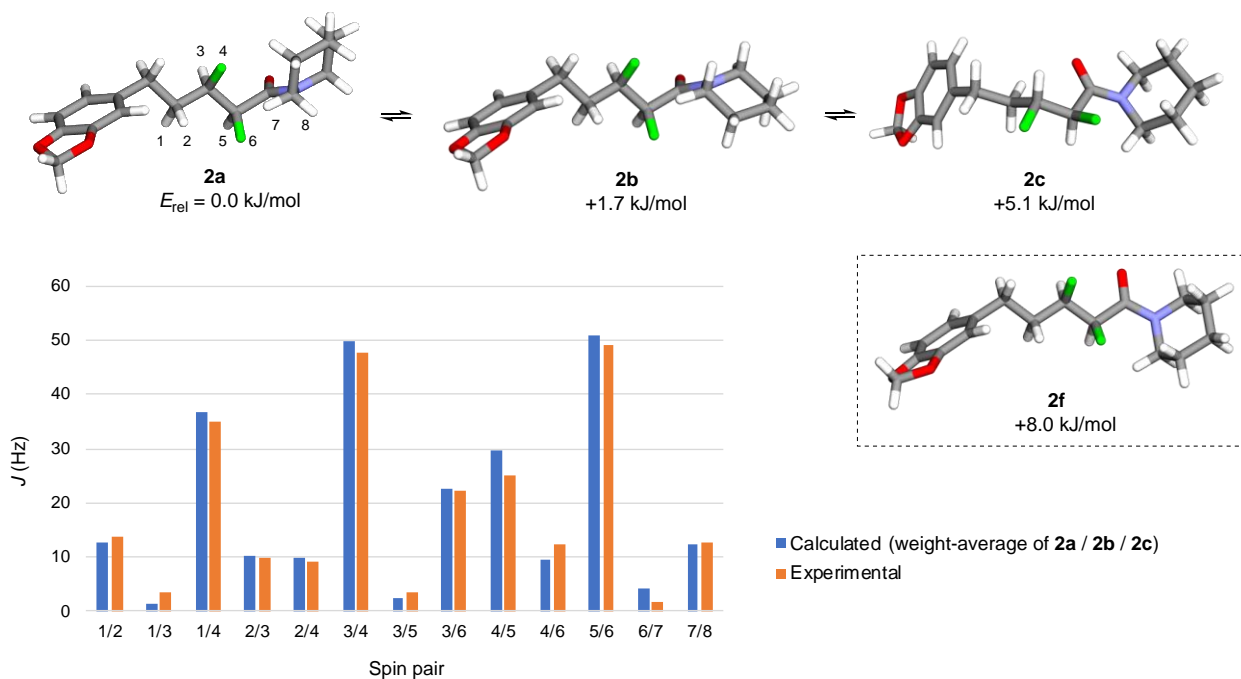 3 4
1 2 5 6 7 8
2a
E rel = 0.0 kJ/mol
⇌
2b
+1.7 kJ/mol
⇌
2c
+5.1 kJ/mol
2f
+8.0 kJ/mol
J (Hz)
60
50
40
30
20
10
0
1/2 1/3 1/4 2/3 2/4 3/4 3/5 3/6 4/5 4/6 5/6 6/7 7/8
Spin pair
Calculated (weight-average of 2a / 2b / 2c)
Experimental